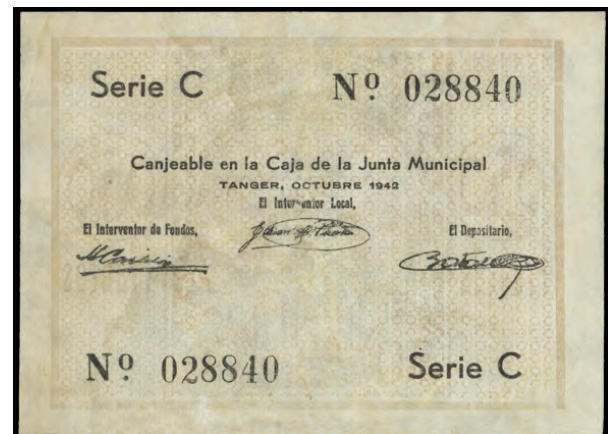 Serie C Nº 028840
Canjeable en la Caja de la Junta Municipal
TANGER, OCTUBRE 1942
El Interventor Local,
El Interventor de Fondos, El Depositario,
Nº 028840 Serie C